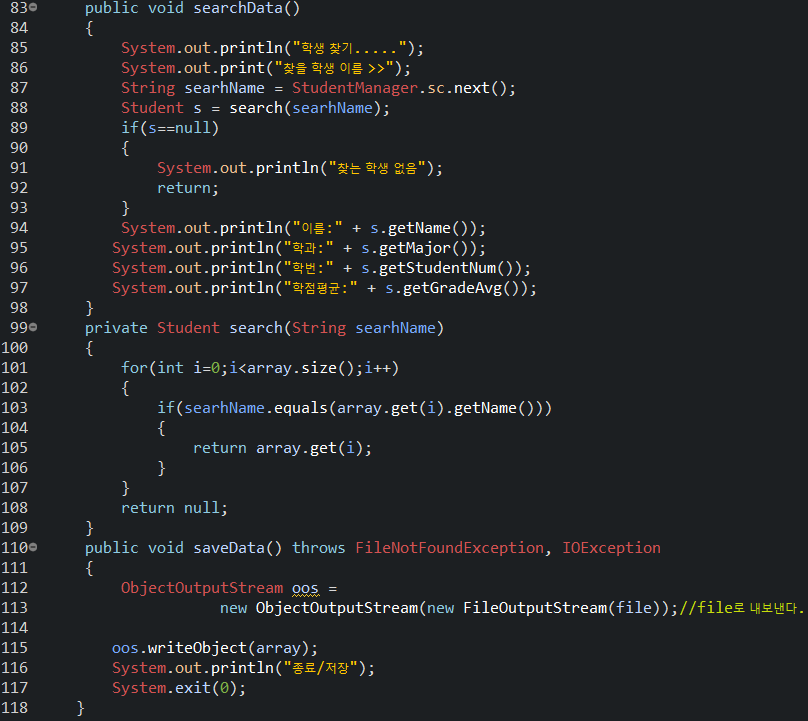 83 public void searchData()
84 {
85 System.out.println("학생 찾기.....");
86 System.out.print("찾을 학생 이름 >>");
87 String searhName = StudentManager.sc.next();
88 Student s = search(searhName);
89 if(s==null)
90 {
91 System.out.println("찾는 학생 없음");
92 return;
93 }
94 System.out.println("이름:" + s.getName());
95 System.out.println("학과:" + s.getMajor());
96 System.out.println("학번:" + s.getStudentNum());
97 System.out.println("학점평균:" + s.getGradeAvg());
98 }
99 private Student search(String searhName)
100 {
101 for(int i=0;i<array.size();i++)
102 {
103 if(searhName.equals(array.get(i).getName()))
104 {
105 return array.get(i);
106 }
107 }
108 return null;
109 }
110 public void saveData() throws FileNotFoundException, IOException
111 {
112 ObjectOutputStream oos =
113 new ObjectOutputStream(new FileOutputStream(file));//file로 내보낸다.
114
115 oos.writeObject(array);
116 System.out.println("종료/저장");
117 System.exit(0);
118 }